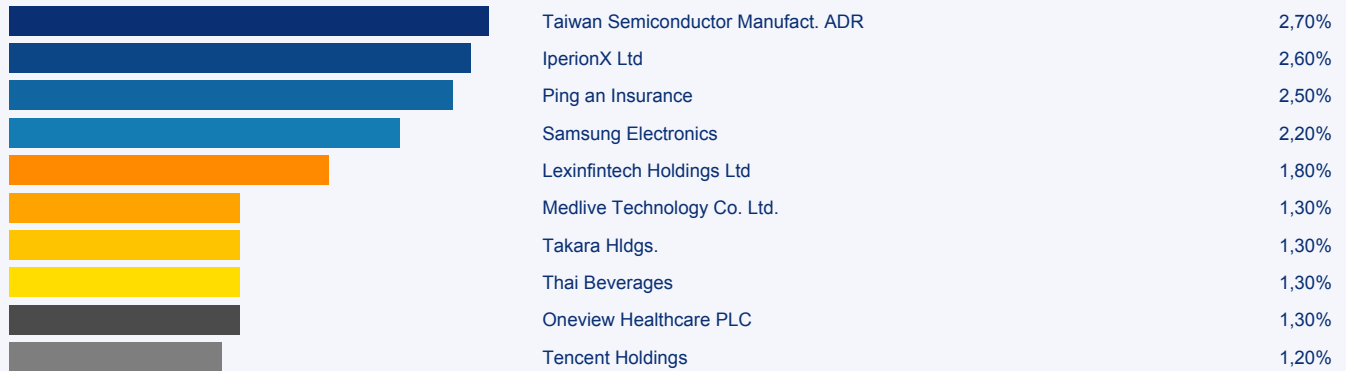 Taiwan Semiconductor Manufact. ADR 2,70%
IperionX Ltd 2,60%
Ping an Insurance 2,50%
Samsung Electronics 2,20%
Lexinfintech Holdings Ltd 1,80%
Medlive Technology Co. Ltd. 1,30%
Takara Hldgs. 1,30%
Thai Beverages 1,30%
Oneview Healthcare PLC 1,30%
Tencent Holdings 1,20%